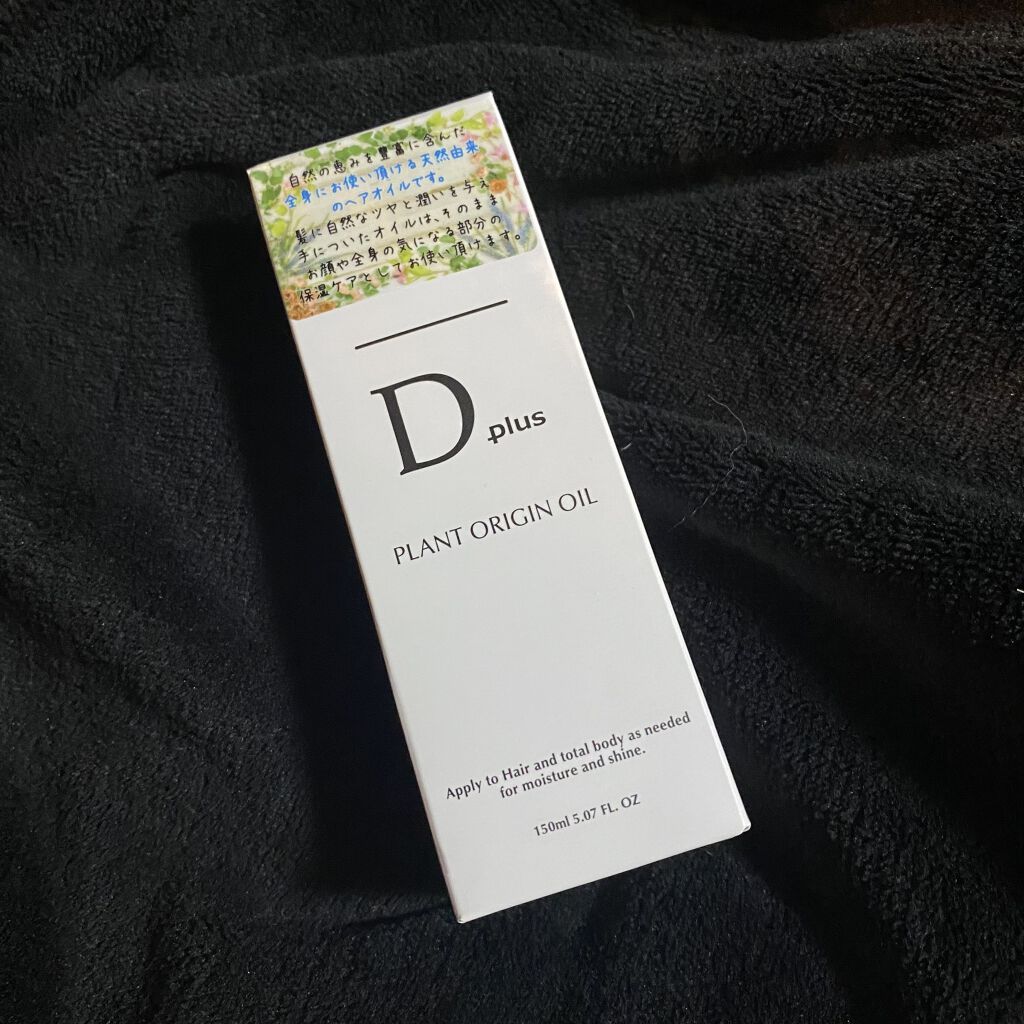 自然の恵みを豊富に含んだ
全身にお使い頂ける天然由来
のヘアオイルです。
髪に自然なツヤと潤いを与え
手についたオイルは、そのまま
お顔や全身の気になる部分の
保湿ケアとしてお使い頂けます。
D plus
PLANT ORIGIN OIL
Apply to Hair and total body as needed
for moisture and shine.
150ml 5.07 FL. OZ